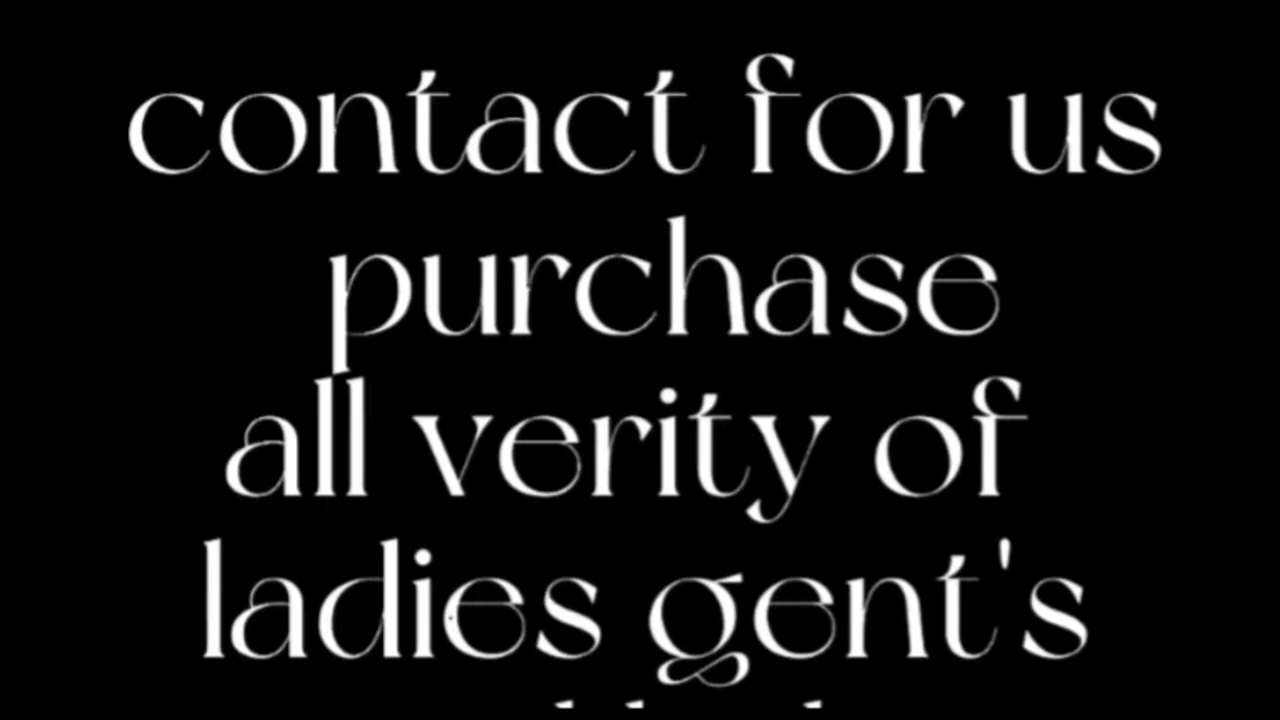 contact for us
purchase
all verity of
ladies gent's